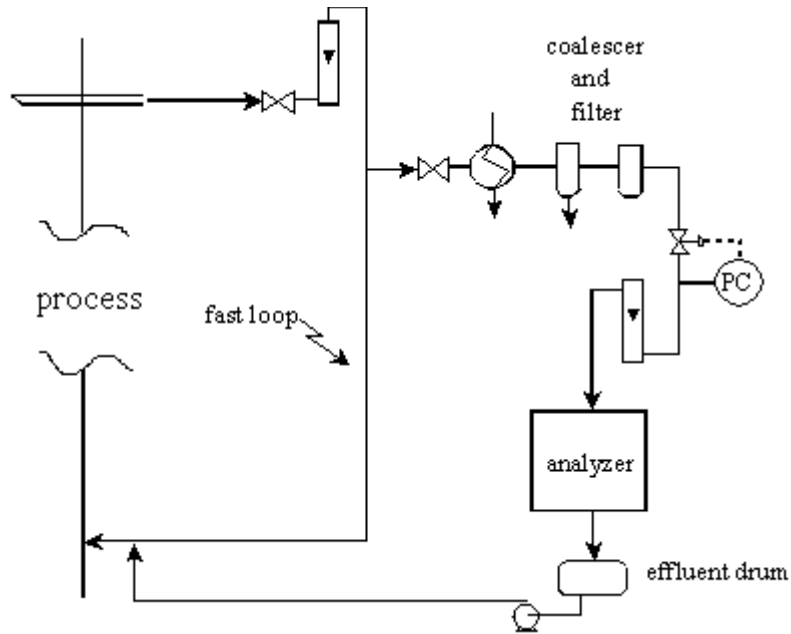 coalescer
and
filter
process
fast loop
PC
analyzer
effluent drum